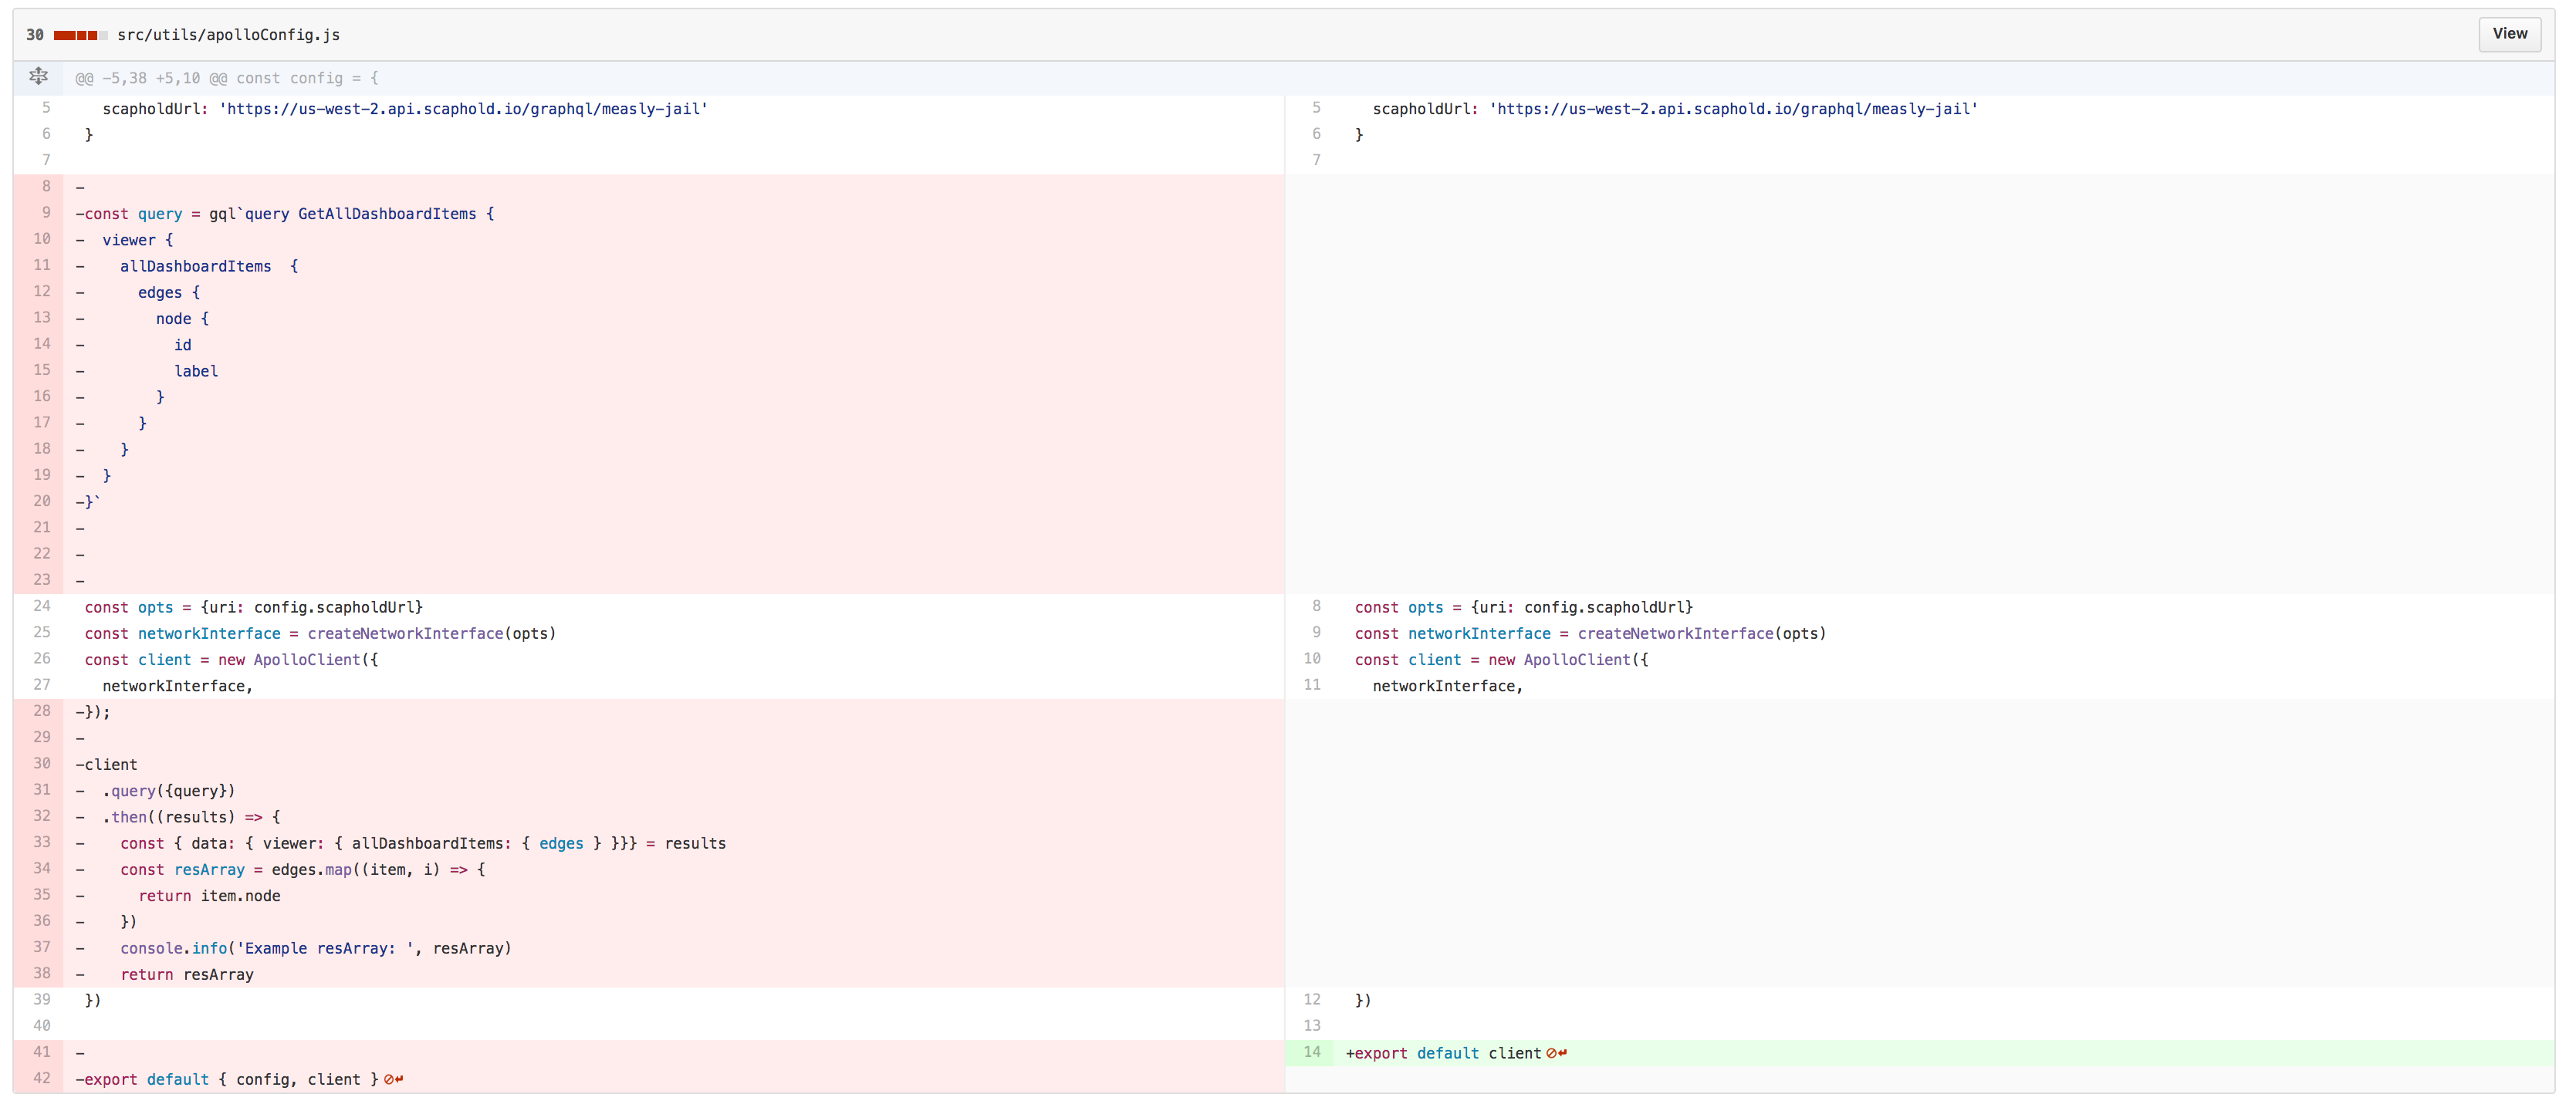 30 src/utils/apolloConfig.js View
@@ -5,38 +5,10 @@ const config = {
5   scapholdUrl: 'https://us-west-2.api.scaphold.io/graphql/measly-jail' 5   scapholdUrl: 'https://us-west-2.api.scaphold.io/graphql/measly-jail'
6 } 6 }
7 7
8 -
9 -const query = gql`query GetAllDashboardItems {
10 -  viewer {
11 -    allDashboardItems  {
12 -      edges {
13 -        node {
14 -          id
15 -          label
16 -        }
17 -      }
18 -    }
19 -  }
20 -}`
21 -
22 -
23 -
24 const opts = {uri: config.scapholdUrl} 8 const opts = {uri: config.scapholdUrl}
25 const networkInterface = createNetworkInterface(opts) 9 const networkInterface = createNetworkInterface(opts)
26 const client = new ApolloClient({ 10 const client = new ApolloClient({
27   networkInterface, 11   networkInterface,
28 -});
29 -
30 -client
31 -  .query({query})
32 -  .then((results) => {
33 -    const { data: { viewer: { allDashboardItems: { edges } }}} = results
34 -    const resArray = edges.map((item, i) => {
35 -      return item.node
36 -    })
37 -    console.info('Example resArray: ', resArray)
38 -    return resArray
39 }) 12 })
40 13
41 - 14 +export default client
42 -export default { config, client }